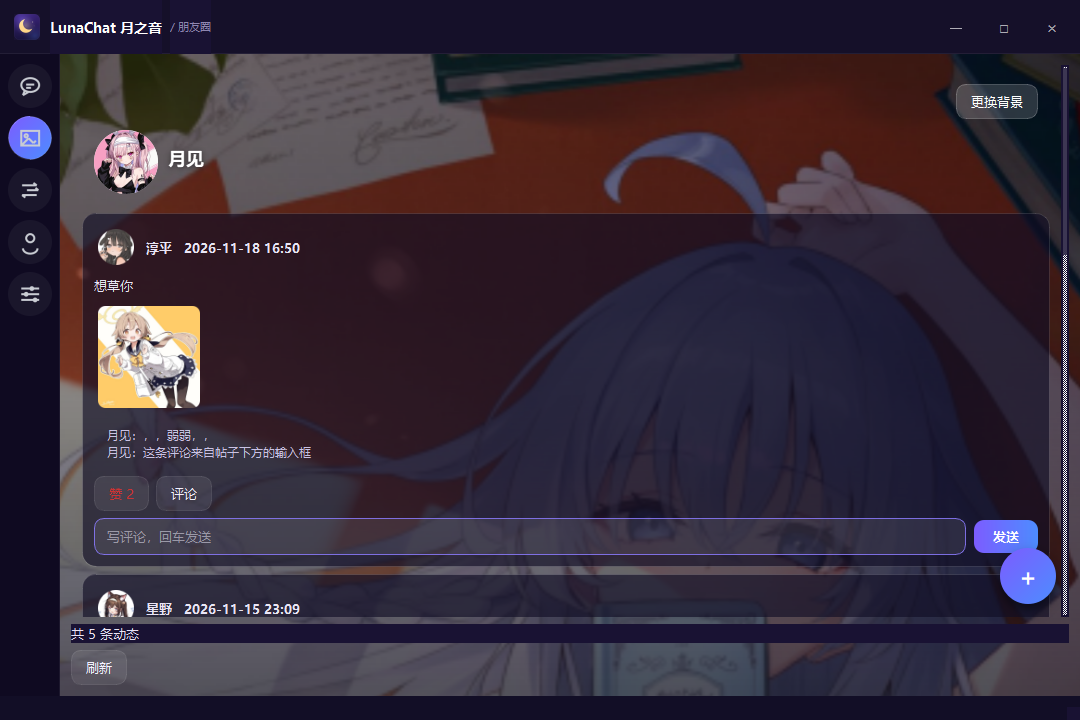 LunaChat 月之音 / 朋友圈
更换背景
月见
淳平 2026-11-18 16:50
想草你
月见: ，，弱弱，，
月见: 这条评论来自帖子下方的输入框
赞 2 评论
写评论，回车发送 发送
+
星野 2026-11-15 23:09
共 5 条动态
刷新